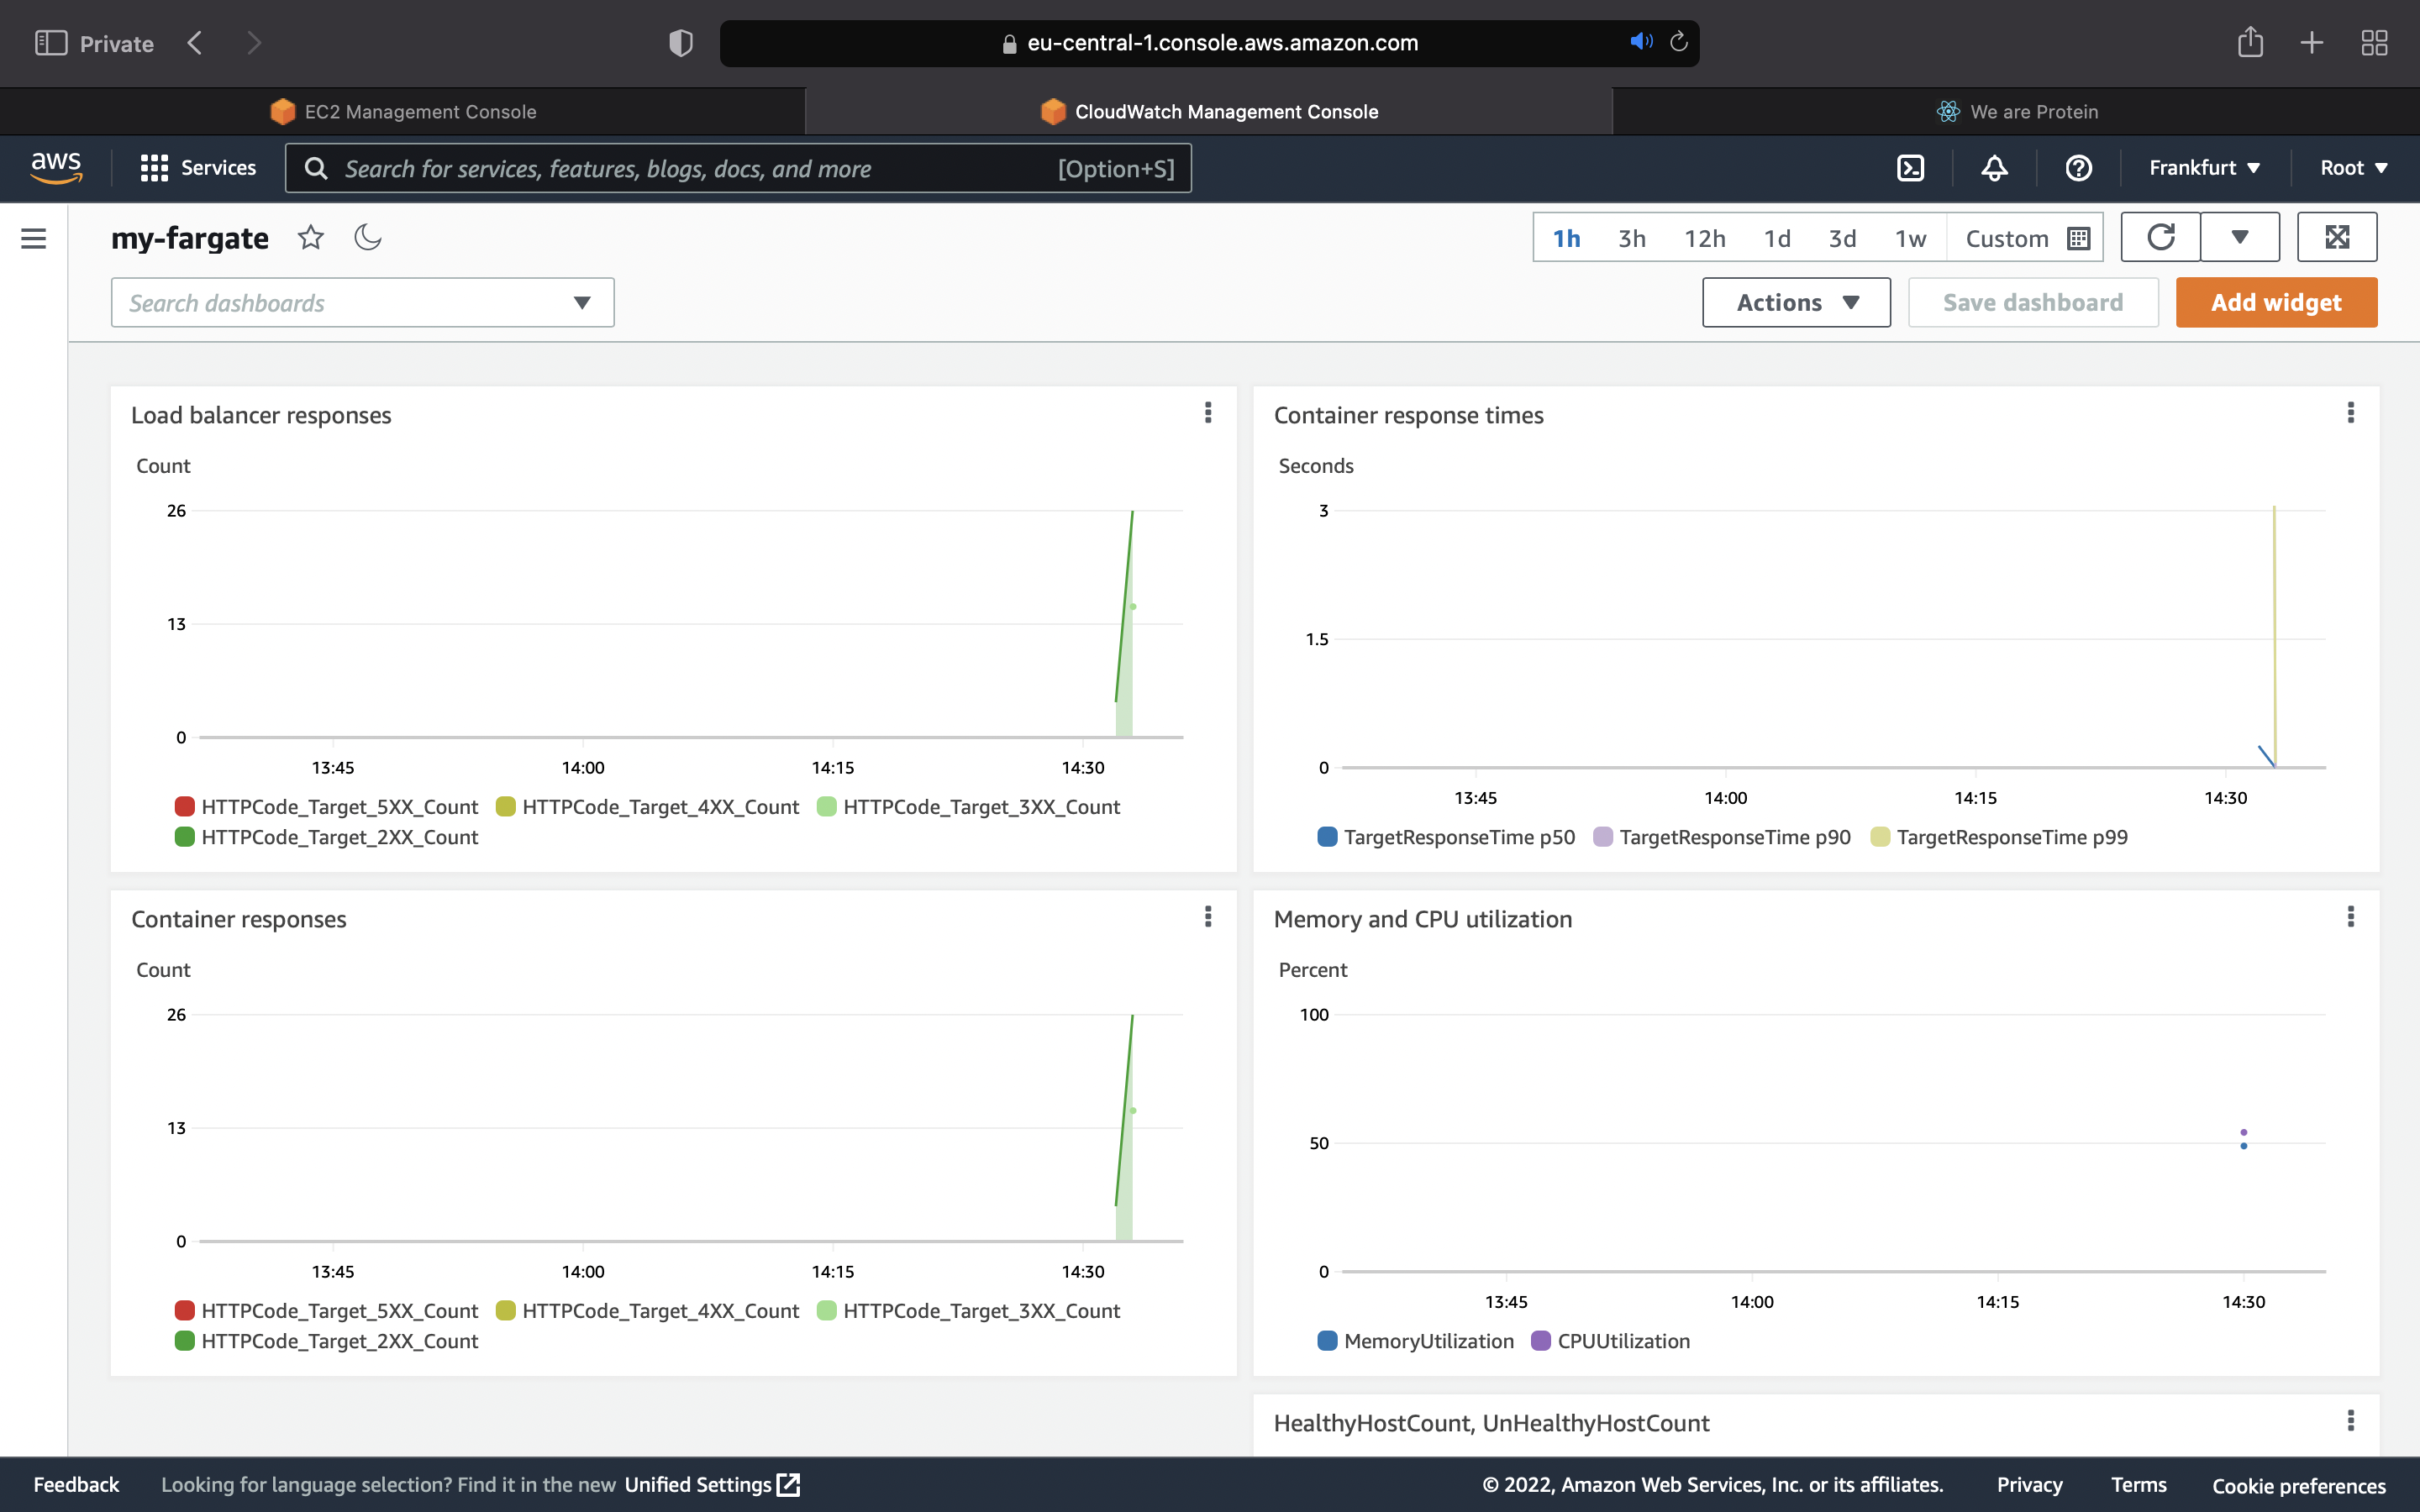 Private
eu-central-1.console.aws.amazon.com
EC2 Management Console
CloudWatch Management Console
We are Protein
aws
Services
Search for services, features, blogs, docs, and more
[Option+S]
Frankfurt
Root
my-fargate
1h 3h 12h 1d 3d 1w Custom
Search dashboards
Actions
Save dashboard
Add widget
Load balancer responses
Count
26
13
0
13:45 14:00 14:15 14:30
HTTPCode_Target_5XX_Count HTTPCode_Target_4XX_Count HTTPCode_Target_3XX_Count
HTTPCode_Target_2XX_Count
Container response times
Seconds
3
1.5
0
13:45 14:00 14:15 14:30
TargetResponseTime p50 TargetResponseTime p90 TargetResponseTime p99
Container responses
Count
26
13
0
13:45 14:00 14:15 14:30
HTTPCode_Target_5XX_Count HTTPCode_Target_4XX_Count HTTPCode_Target_3XX_Count
HTTPCode_Target_2XX_Count
Memory and CPU utilization
Percent
100
50
0
13:45 14:00 14:15 14:30
MemoryUtilization CPUUtilization
HealthyHostCount, UnHealthyHostCount
Feedback
Looking for language selection? Find it in the new Unified Settings
© 2022, Amazon Web Services, Inc. or its affiliates.
Privacy
Terms
Cookie preferences